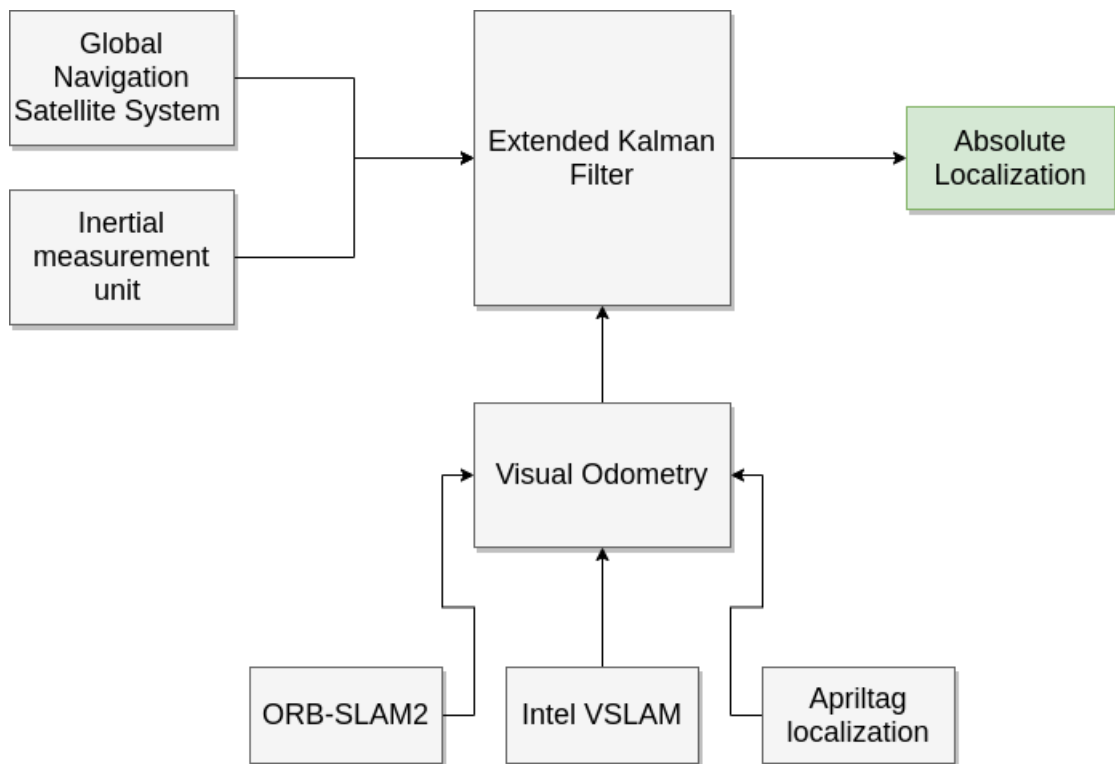 Global
Navigation
Satellite System
Extended Kalman
Filter
Absolute
Localization
Inertial
measurement
unit
Visual Odometry
ORB-SLAM2
Intel VSLAM
Apriltag
localization